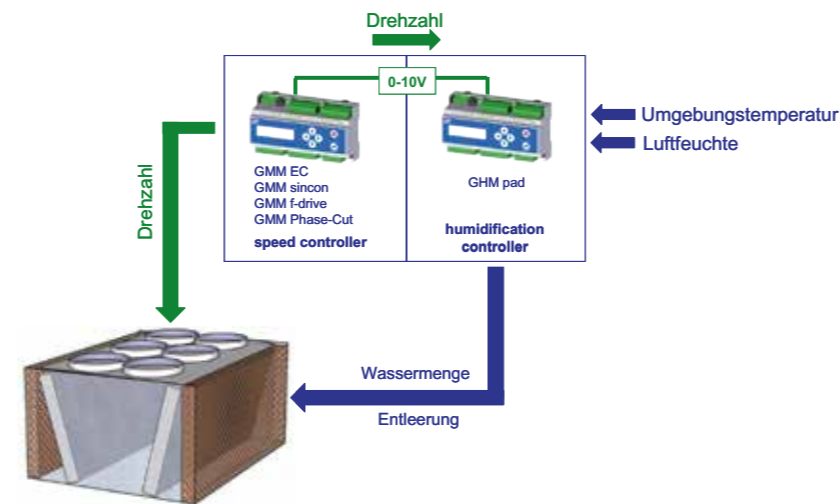 Drehzahl
0-10V
Umgebungstemperatur
Luftfeuchte
GMM EC
GMM sincon
GMM f-drive
GMM Phase-Cut
speed controller
GHM pad
humidification
controller
Drehzahl
Wassermenge
Entleerung